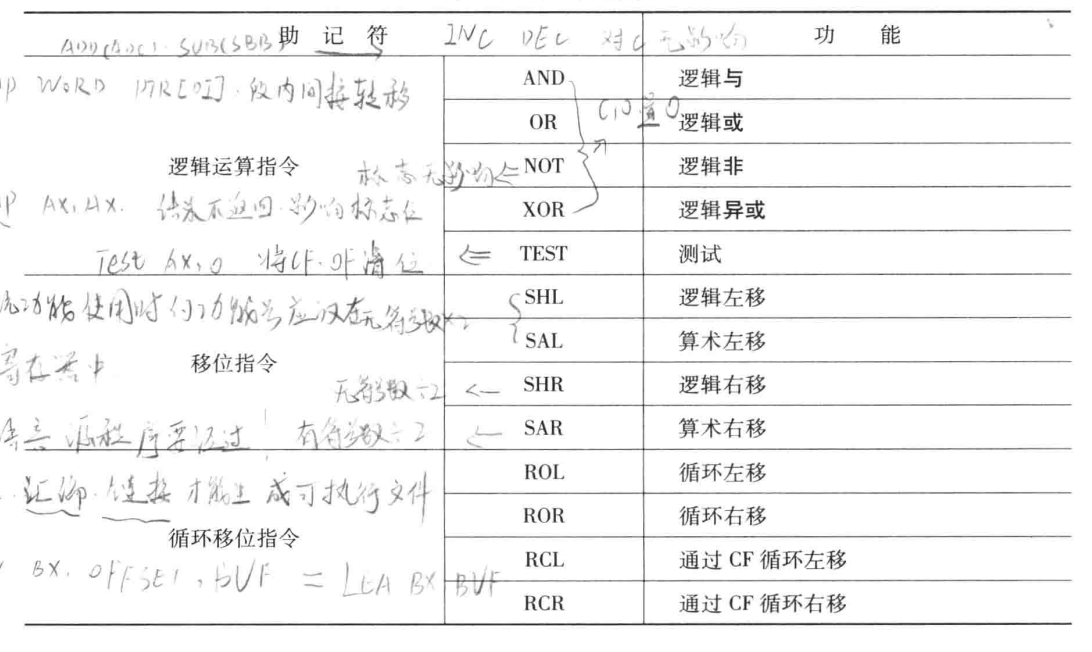 ADD(ADC) SUB(SBB) 助记符 INC DEC 对C无影响 功能
P WORD PTR[DI].段内间接转移 AND 逻辑与
OR C,O置0 逻辑或
逻辑运算指令 标志无影响⇐ NOT 逻辑非
P AX,AX. 结果不返回.影响标志位 XOR 逻辑异或
Test AX,0 将CF.OF清位 ⇐ TEST 测试
功能使用时 功能号应 在 无符号数×2 SHL 逻辑左移
SAL 算术左移
寄存器中 移位指令
无符号数÷2 ← SHR 逻辑右移
源程序要经过 有符号数÷2 ← SAR 算术右移
ROL 循环左移
汇编.链接才能生成可执行文件
ROR 循环右移
循环移位指令
BX. OFFSET,BUF = LEA BX BUF RCL 通过 CF 循环左移
RCR 通过 CF 循环右移